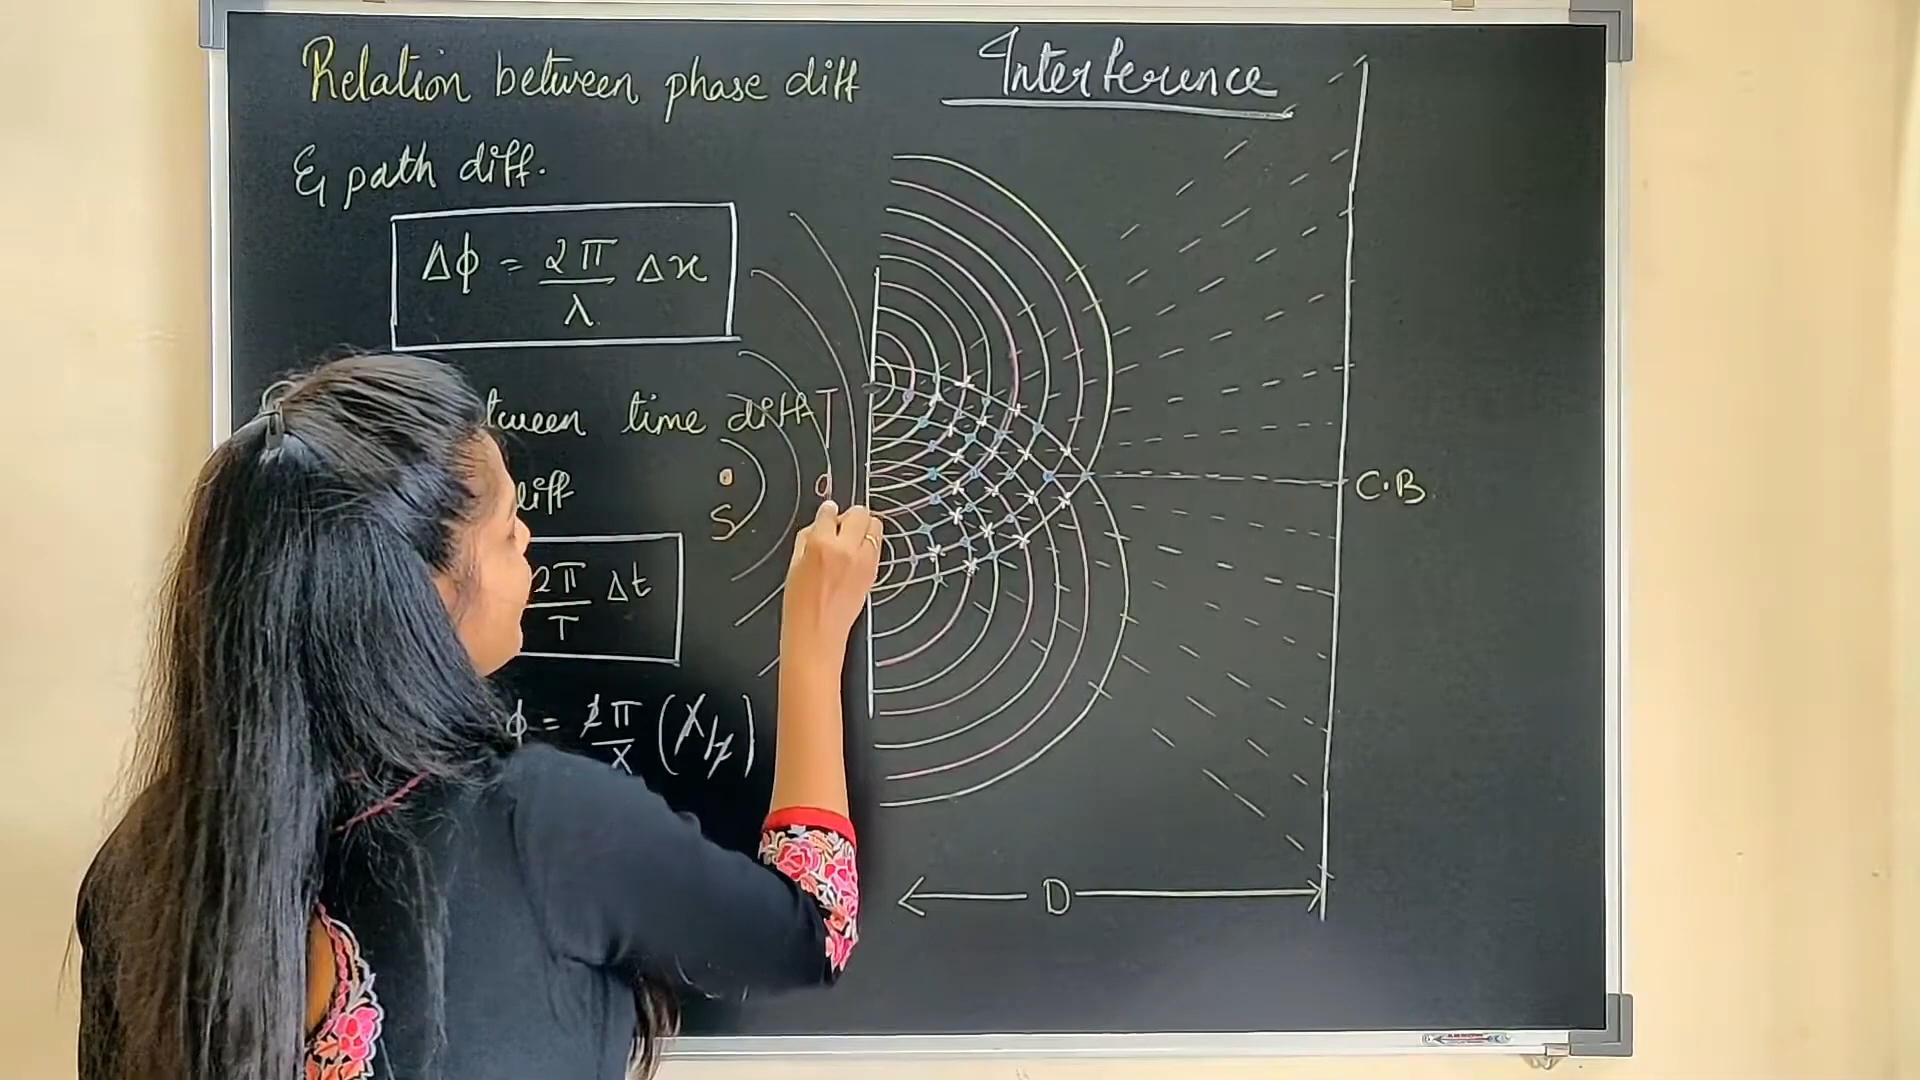 Relation between phase diff
& path diff.
Δϕ = 2π/λ Δx
tween time diff
diff
2π/T Δt
ϕ = 2π/λ (λ/2)
Interference
S
d
C.B
D